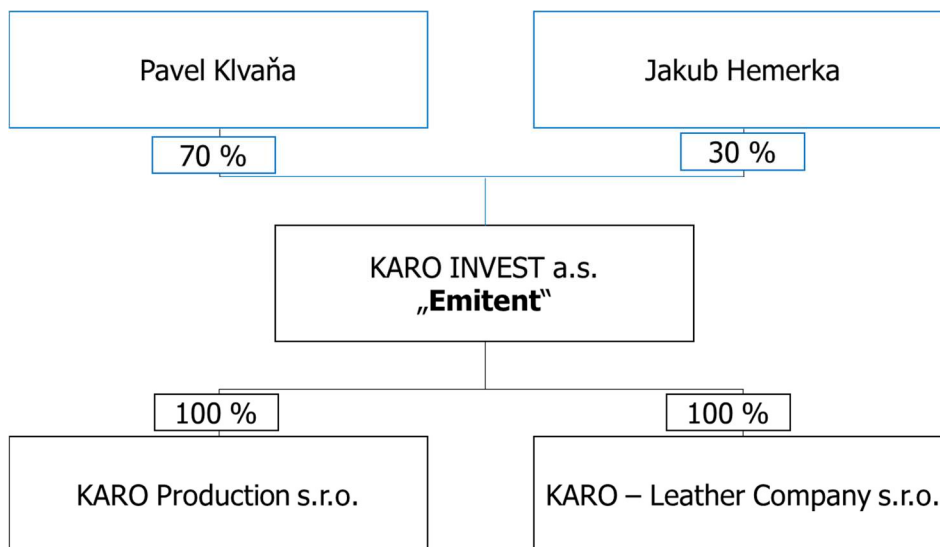 Pavel Klvaňa
Jakub Hemerka
70 %
30 %
KARO INVEST a.s.
„Emitent“
100 %
100 %
KARO Production s.r.o.
KARO – Leather Company s.r.o.